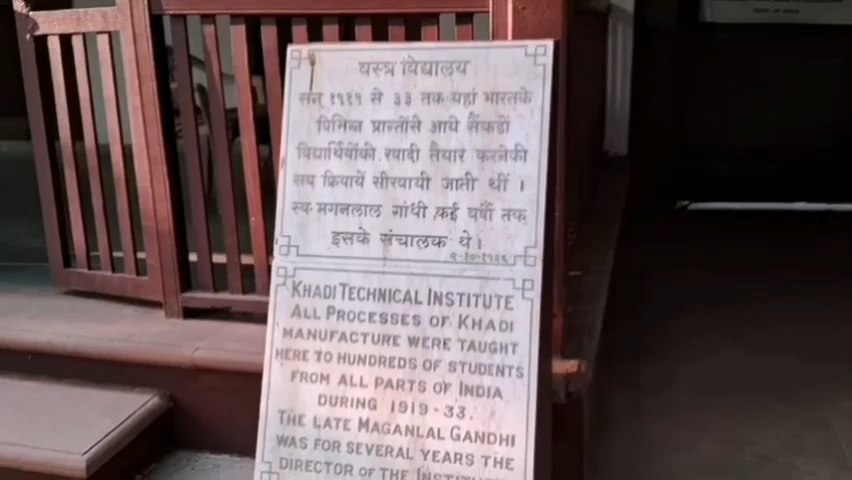 वस्त्र विद्यालय
सन् १९१९ से ३३ तक यहां भारतके
विभिन्न प्रान्तोंसे आये सैंकडों
विद्यार्थियोंकी खादी तैयार करनेकी
सब क्रियायें सीखायी जाती थीं ।
स्व. मगनलाल गांधी कई वर्षों तक
इसके संचालक थे।
KHADI TECHNICAL INSTITUTE
ALL PROCESSES OF KHADI
MANUFACTURE WERE TAUGHT
HERE TO HUNDREDS OF STUDENTS
FROM ALL PARTS OF INDIA
DURING 1919-33.
THE LATE MAGANLAL GANDHI
WAS FOR SEVERAL YEARS THE
DIRECTOR OF THE INSTITUTE